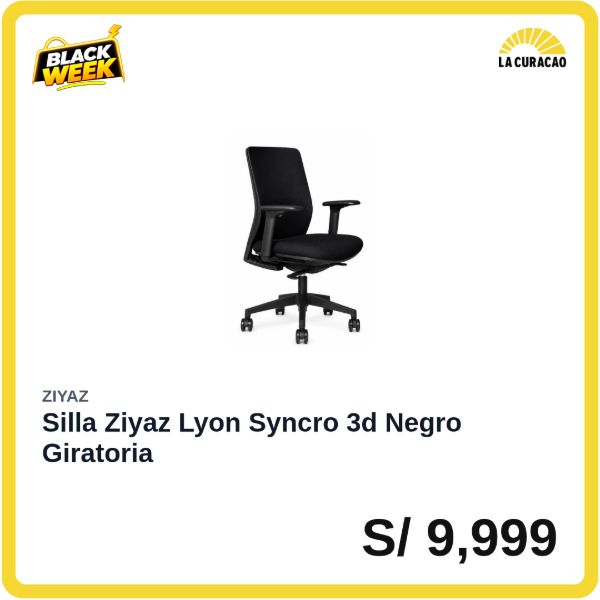 BLACK
WEEK
LA CURACAO
ZIYAZ
Silla Ziyaz Lyon Syncro 3d Negro
Giratoria
S/ 9,999